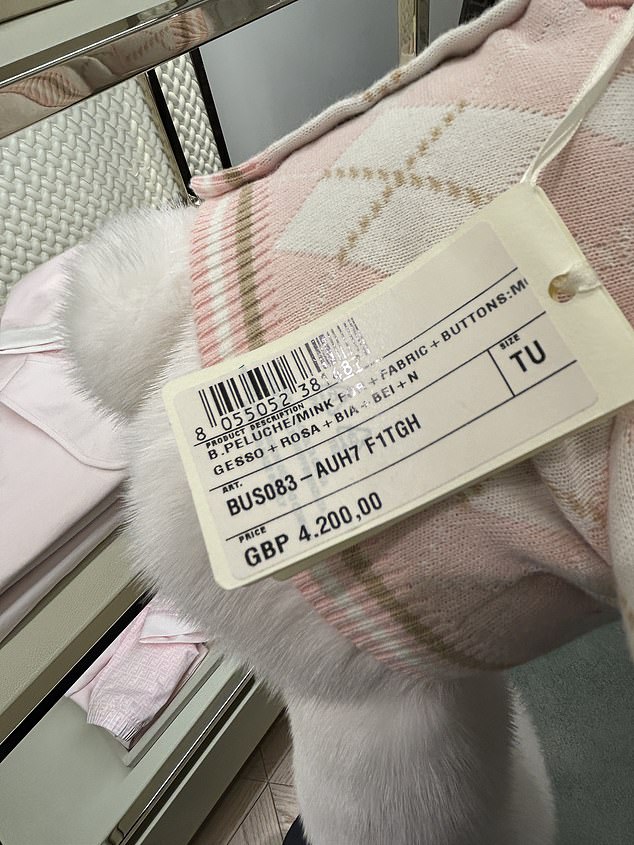 8 055052 38
PRODUCT DESCRIPTION
B.PELUCHE/MINK FUR+FABRIC+BUTTONS:M
GESSO+ROSA+BIA+BEI+N
SIZE
TU
ART.
BUS083-AUH7 F1TGH
PRICE
GBP 4.200,00